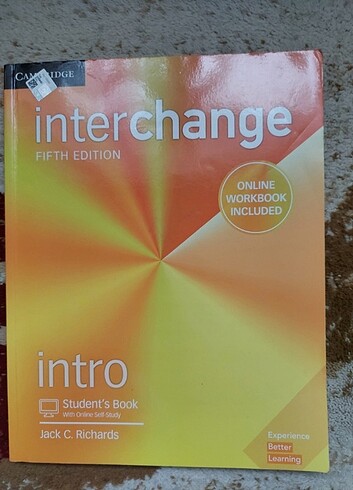 CAMBRIDGE
interchange
FIFTH EDITION
ONLINE
WORKBOOK
INCLUDED
intro
Student's Book
With Online Self-Study
Jack C. Richards
Experience
Better
Learning